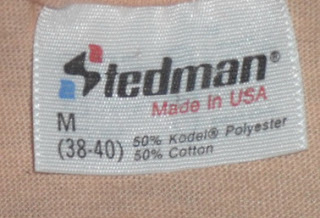 Stedman®
Made In USA
M
(38-40)
50% Kodel® Polyester
50% Cotton